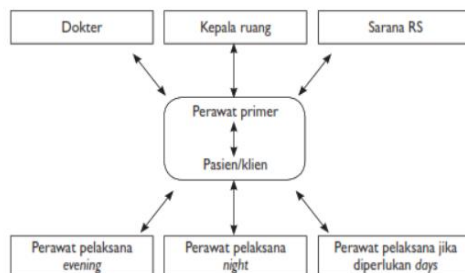 Dokter
Kepala ruang
Sarana RS
Perawat primer
Pasien/klien
Perawat pelaksana
evening
Perawat pelaksana
night
Perawat pelaksana jika
diperlukan days